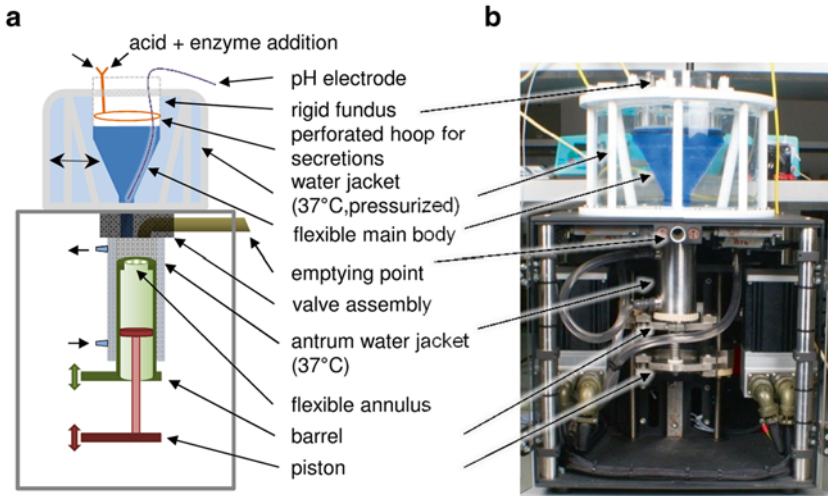 a
b
acid + enzyme addition
pH electrode
rigid fundus
perforated hoop for
secretions
water jacket
(37°C,pressurized)
flexible main body
emptying point
valve assembly
antrum water jacket
(37°C)
flexible annulus
barrel
piston